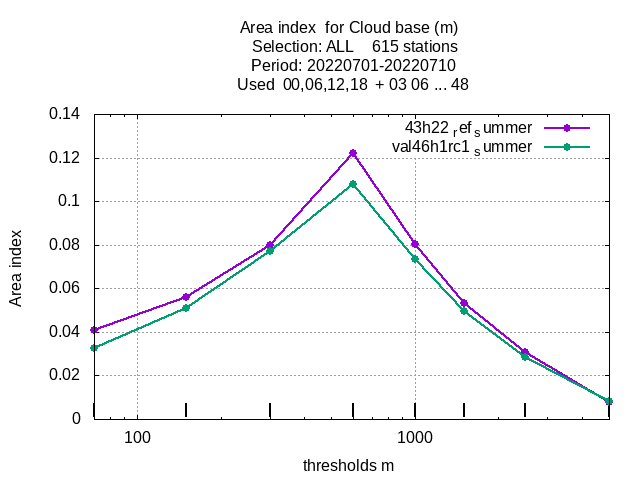 Area index  for Cloud base (m)
Selection: ALL    615 stations
Period: 20220701-20220710
Used  00,06,12,18  + 03 06 ... 48
43h22 ref summer
val46h1rc1 summer
0.14
0.12
0.1
0.08
0.06
0.04
0.02
0
Area index
100
1000
thresholds m